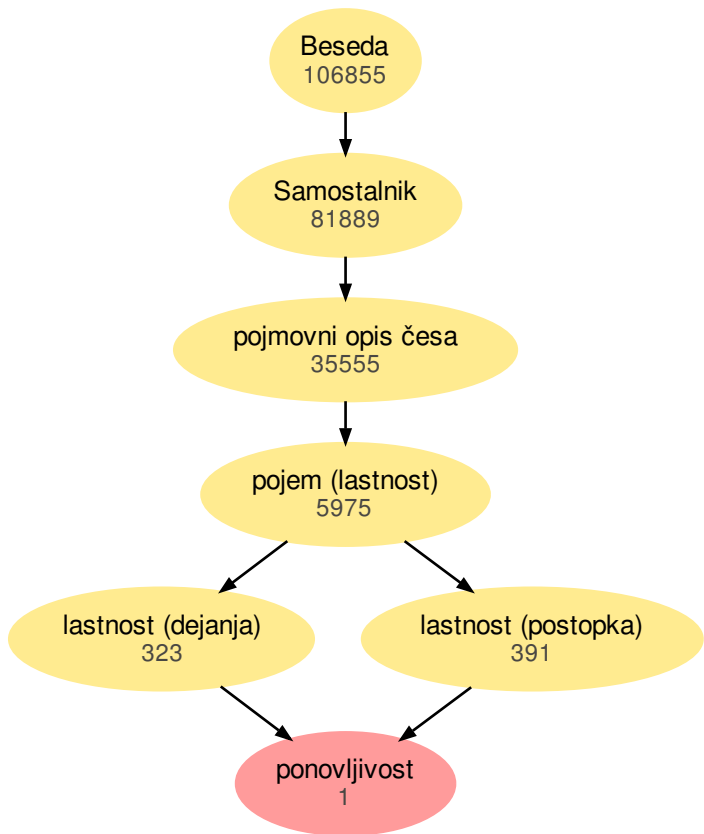 Beseda
106855
Samostalnik
81889
pojmovni opis česa
35555
pojem (lastnost)
5975
lastnost (dejanja)
323
lastnost (postopka)
391
ponovljivost
1